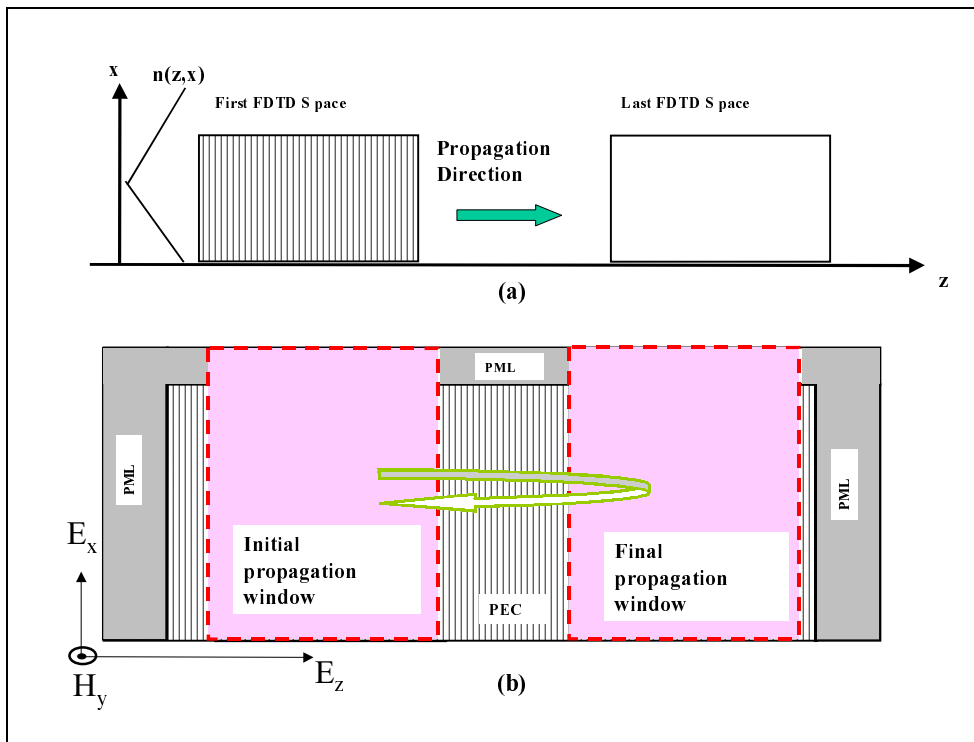 x
n(z,x)
First FDTD S pace
Last FDTD S pace
Propagation
Direction
z
(a)
PML
PML
PML
Initial
propagation
window
Final
propagation
window
PEC
Ex
Ez
Hy
(b)